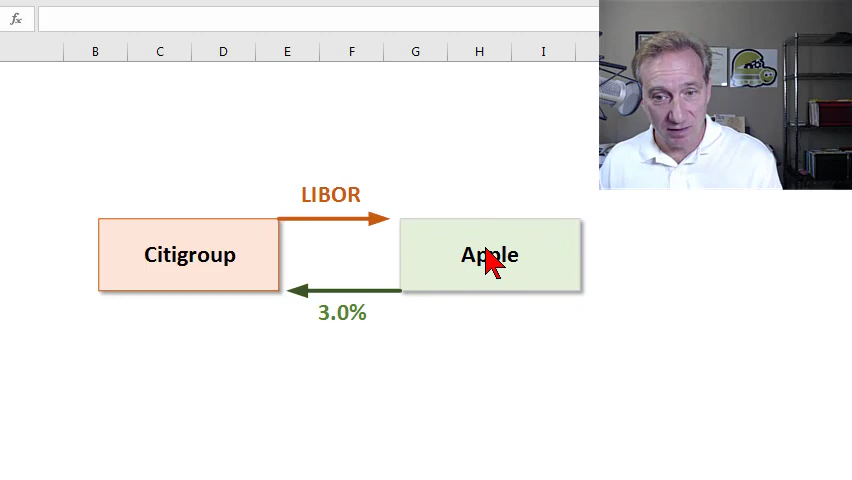 fx
B C D E F G H I
LIBOR
Citigroup
Apple
3.0%